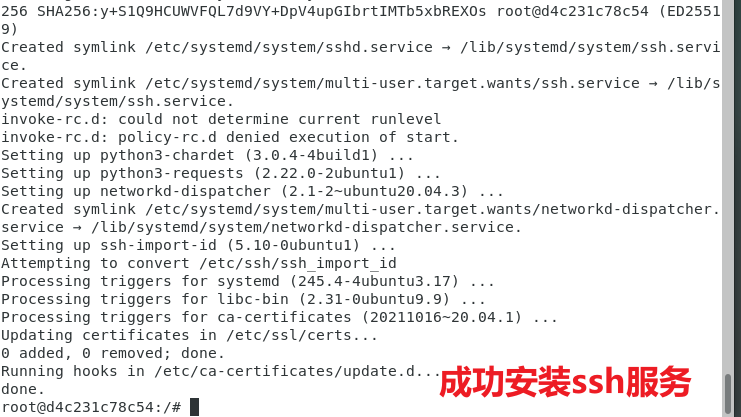 256 SHA256:y+S1Q9HCUWVFQL7d9VY+DpV4upGIbrtIMTb5xbREXOs root@d4c231c78c54 (ED2551
9)
Created symlink /etc/systemd/system/sshd.service → /lib/systemd/system/ssh.servi
ce.
Created symlink /etc/systemd/system/multi-user.target.wants/ssh.service → /lib/s
ystemd/system/ssh.service.
invoke-rc.d: could not determine current runlevel
invoke-rc.d: policy-rc.d denied execution of start.
Setting up python3-chardet (3.0.4-4build1) ...
Setting up python3-requests (2.22.0-2ubuntu1) ...
Setting up networkd-dispatcher (2.1-2~ubuntu20.04.3) ...
Created symlink /etc/systemd/system/multi-user.target.wants/networkd-dispatcher.
service → /lib/systemd/system/networkd-dispatcher.service.
Setting up ssh-import-id (5.10-0ubuntu1) ...
Attempting to convert /etc/ssh/ssh_import_id
Processing triggers for systemd (245.4-4ubuntu3.17) ...
Processing triggers for libc-bin (2.31-0ubuntu9.9) ...
Processing triggers for ca-certificates (20211016~20.04.1) ...
Updating certificates in /etc/ssl/certs...
0 added, 0 removed; done.
Running hooks in /etc/ca-certificates/update.d...
成功安装ssh服务
done.
root@d4c231c78c54:/#